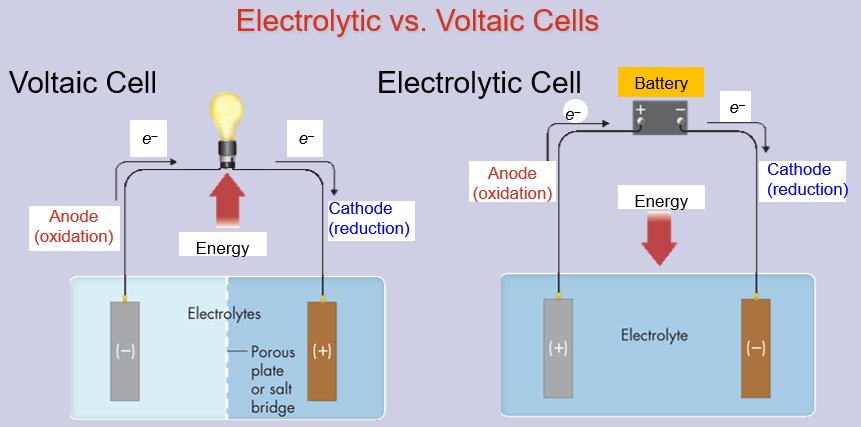 Electrolytic vs. Voltaic Cells
Voltaic Cell
e–
e–
Anode
(oxidation)
Cathode
(reduction)
Energy
Electrolytes
(–)
(+)
Porous
plate
or salt
bridge
Electrolytic Cell
Battery
e–
+ –
e–
Anode
(oxidation)
Cathode
(reduction)
Energy
(+)
Electrolyte
(–)